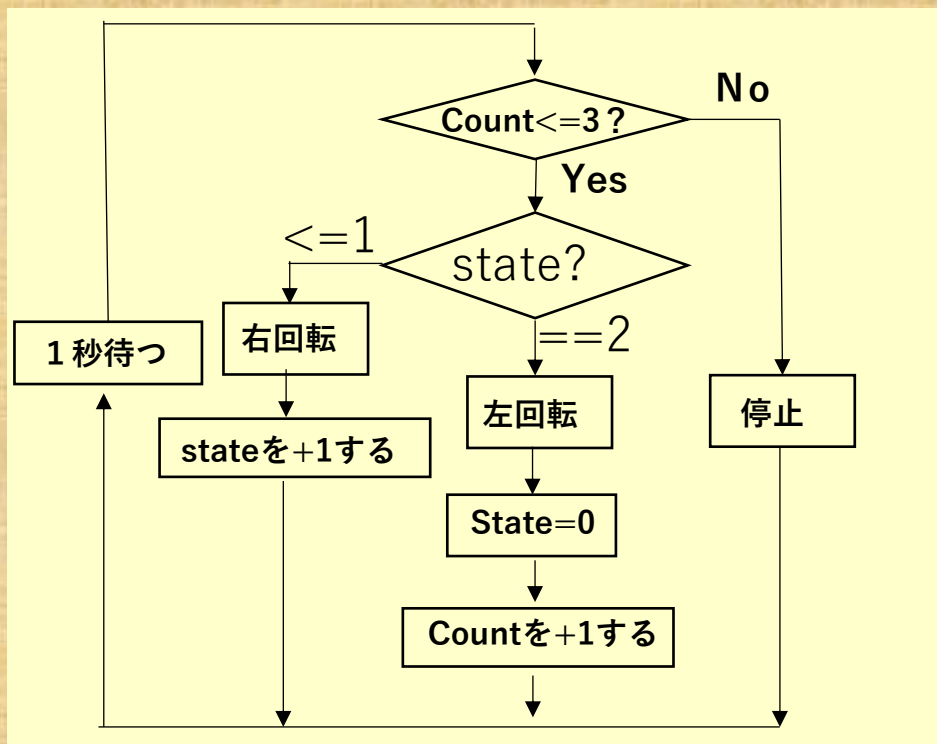 Count<=3？
No
Yes
state?
<=1
==2
右回転
１秒待つ
左回転
停止
stateを+1する
State=0
Countを+1する